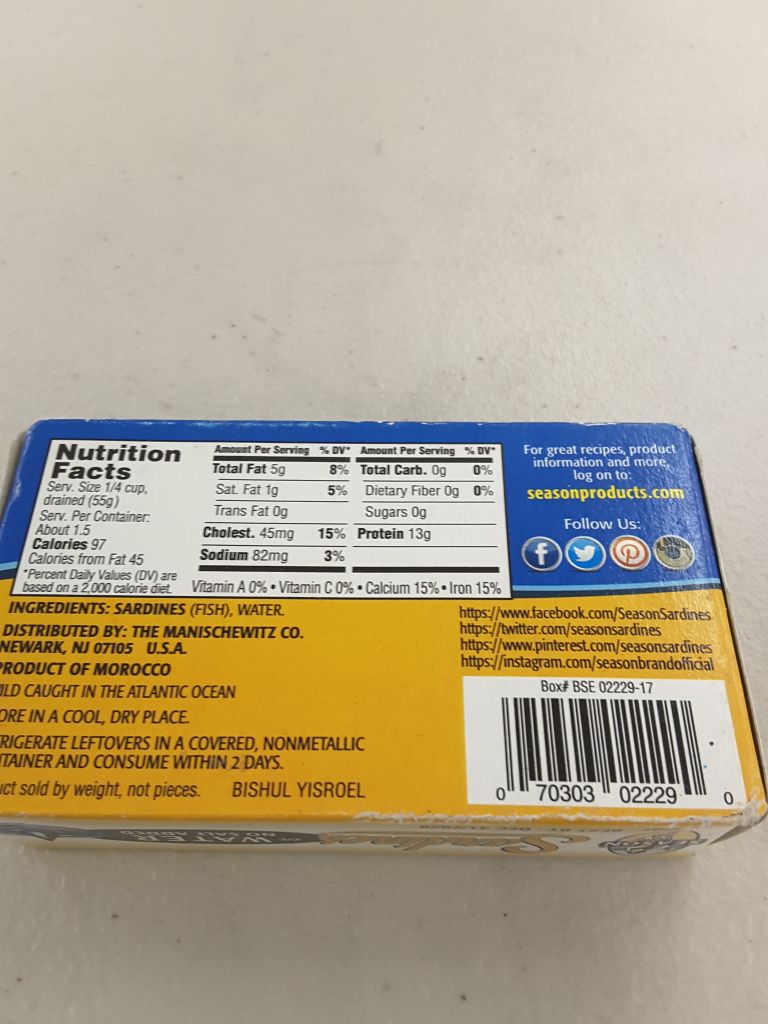 Nutrition
Facts
Serv. Size 1/4 cup,
drained (55g)
Serv. Per Container:
About 1.5
Calories 97
Calories from Fat 45
*Percent Daily Values (DV) are
based on a 2,000 calorie diet.
Amount Per Serving % DV*
Total Fat 5g 8%
Sat. Fat 1g 5%
Trans Fat 0g
Cholest. 45mg 15%
Sodium 82mg 3%
Amount Per Serving % DV*
Total Carb. 0g 0%
Dietary Fiber 0g 0%
Sugars 0g
Protein 13g
Vitamin A 0% • Vitamin C 0% • Calcium 15% • Iron 15%
For great recipes, product
information and more,
log on to:
seasonproducts.com
Follow Us:
INGREDIENTS: SARDINES (FISH), WATER.
DISTRIBUTED BY: THE MANISCHEWITZ CO.
NEWARK, NJ 07105 U.S.A.
PRODUCT OF MOROCCO
ILD CAUGHT IN THE ATLANTIC OCEAN
ORE IN A COOL, DRY PLACE.
RIGERATE LEFTOVERS IN A COVERED, NONMETALLIC
TAINER AND CONSUME WITHIN 2 DAYS.
uct sold by weight, not pieces. BISHUL YISROEL
https://www.facebook.com/SeasonSardines
https://twitter.com/seasonsardines
https://www.pinterest.com/seasonsardines
https://instagram.com/seasonbrandofficial
Box# BSE 02229-17
0 70303 02229 0
Sardines
in WATER
NO SALT ADDED